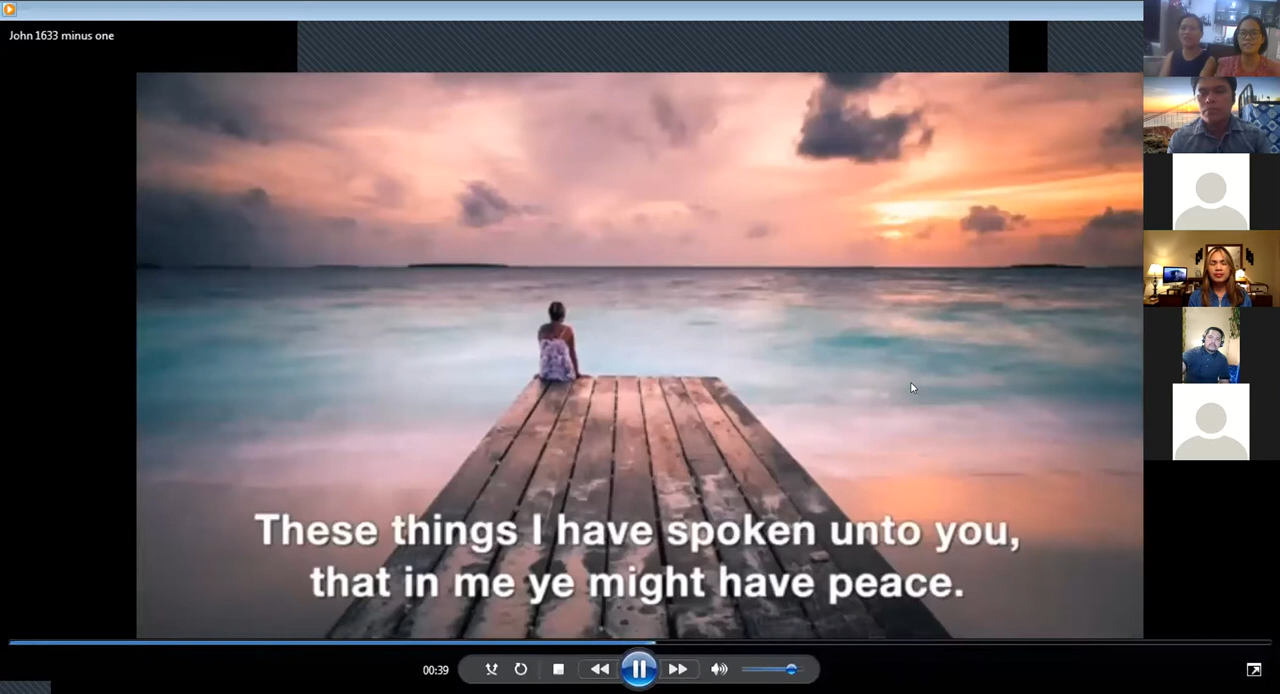 John 1633 minus one
These things I have spoken unto you,
that in me ye might have peace.
00:39